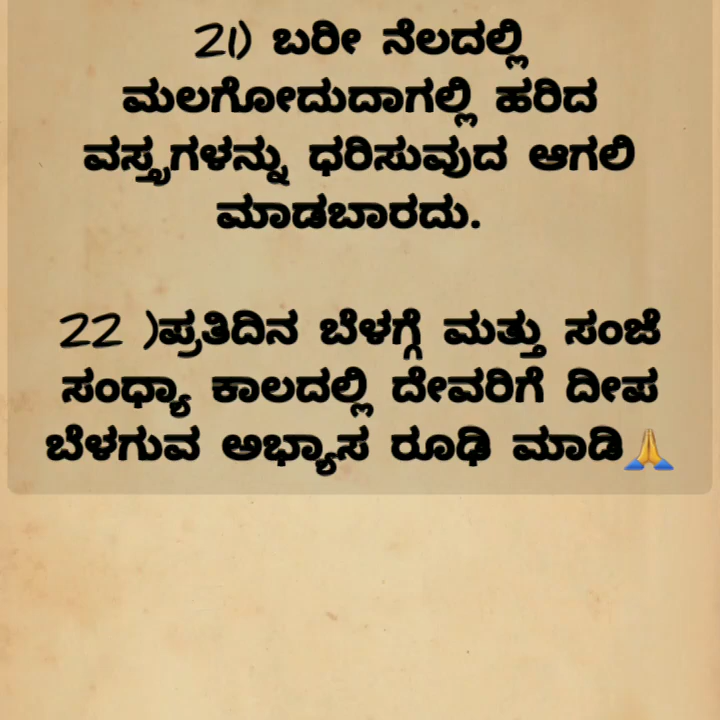 21) ಬರೀ ನೆಲದಲ್ಲಿ
ಮಲಗೋದುದಾಗಲ್ಲಿ ಹರಿದ
ವಸ್ತ್ರಗಳನ್ನು ಧರಿಸುವುದ ಆಗಲಿ
ಮಾಡಬಾರದು.
22 )ಪ್ರತಿದಿನ ಬೆಳಗ್ಗೆ ಮತ್ತು ಸಂಜೆ
ಸಂಧ್ಯಾ ಕಾಲದಲ್ಲಿ ದೇವರಿಗೆ ದೀಪ
ಬೆಳಗುವ ಅಭ್ಯಾಸ ರೂಢಿ ಮಾಡಿ🙏